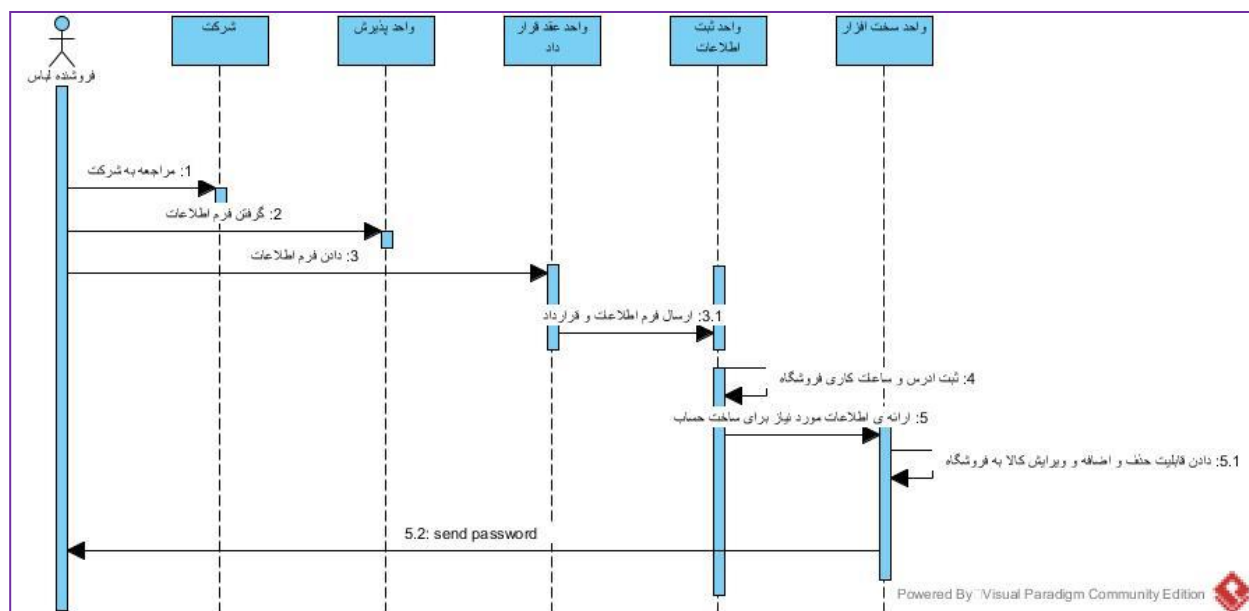 فروشنده لباس
شرکت
واحد پذیرش
واحد عقد قرار
داد
واحد ثبت
اطلاعات
واحد سخت افزار
1: مراجعه به شرکت
2: گرفتن فرم اطلاعات
3: دادن فرم اطلاعات
3.1: ارسال فرم اطلاعات و قرارداد
4: ثبت ادرس و ساعت کاری فروشگاه
5: ارائه ی اطلاعات مورد نیاز برای ساخت حساب
5.1: دادن قابلیت حذف و اضافه و ویرایش کالا به فروشگاه
5.2: send password
Powered By Visual Paradigm Community Edition